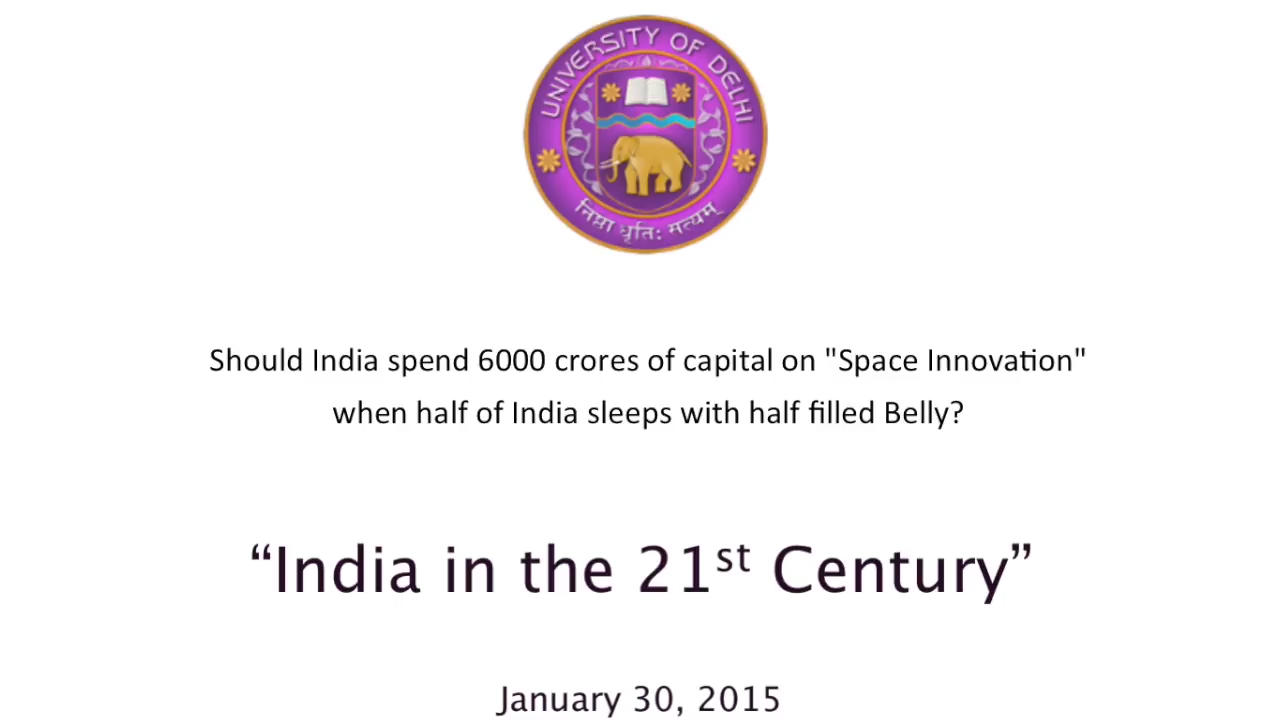 UNIVERSITY OF DELHI
निष्ठा धृति: सत्यम्
Should India spend 6000 crores of capital on "Space Innovation"
when half of India sleeps with half filled Belly?
“India in the 21st Century”
January 30, 2015